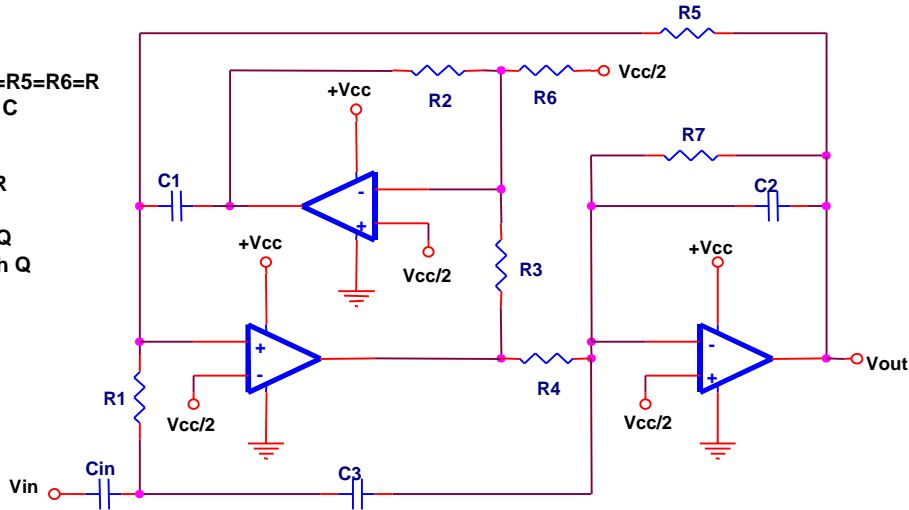 R5
=R5=R6=R
C
R
Q
h Q
R2
R6
Vcc/2
+Vcc
R7
C1
C2
-
+
Vcc/2
+Vcc
R3
+Vcc
+
-
R4
-
+
Vout
R1
Vcc/2
Vcc/2
Cin
C3
Vin